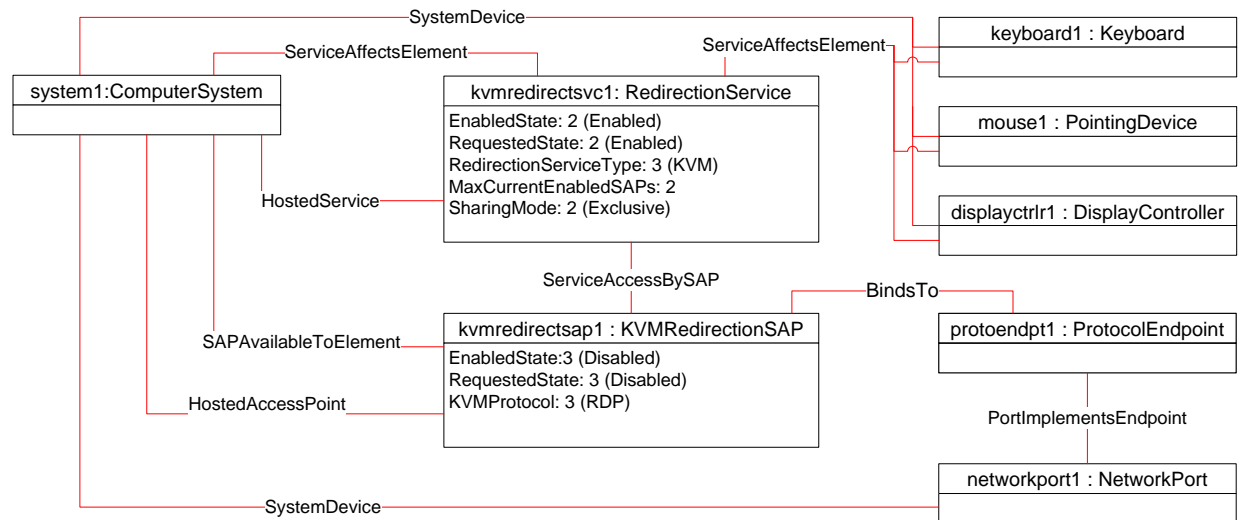 SystemDevice
keyboard1 : Keyboard
ServiceAffectsElement
ServiceAffectsElement
system1:ComputerSystem
kvmredirectsvc1: RedirectionService
EnabledState: 2 (Enabled)
RequestedState: 2 (Enabled)
RedirectionServiceType: 3 (KVM)
MaxCurrentEnabledSAPs: 2
SharingMode: 2 (Exclusive)
mouse1 : PointingDevice
HostedService
displayctrlr1 : DisplayController
ServiceAccessBySAP
BindsTo
kvmredirectsap1 : KVMRedirectionSAP
EnabledState:3 (Disabled)
RequestedState: 3 (Disabled)
KVMProtocol: 3 (RDP)
protoendpt1 : ProtocolEndpoint
SAPAvailableToElement
HostedAccessPoint
PortImplementsEndpoint
networkport1 : NetworkPort
SystemDevice